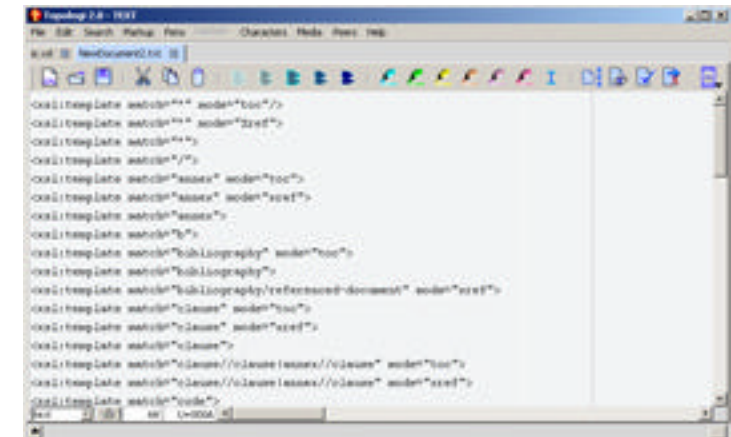 Topologi 2.0 - TEXT
File Edit Search Markup Pens Characters Media Peers Help
NewDocument2.txt
<xsl:template match="*" mode="toc"/>
<xsl:template match="*" mode="xref">
<xsl:template match="*">
<xsl:template match="/">
<xsl:template match="annex" mode="toc">
<xsl:template match="annex" mode="xref">
<xsl:template match="annex">
<xsl:template match="b">
<xsl:template match="bibliography" mode="toc">
<xsl:template match="bibliography">
<xsl:template match="bibliography/referenced-document" mode="xref">
<xsl:template match="clause" mode="toc">
<xsl:template match="clause" mode="xref">
<xsl:template match="clause">
<xsl:template match="clause//clause|annex//clause" mode="toc">
<xsl:template match="clause//clause|annex//clause" mode="xref">
<xsl:template match="code">
U+000A